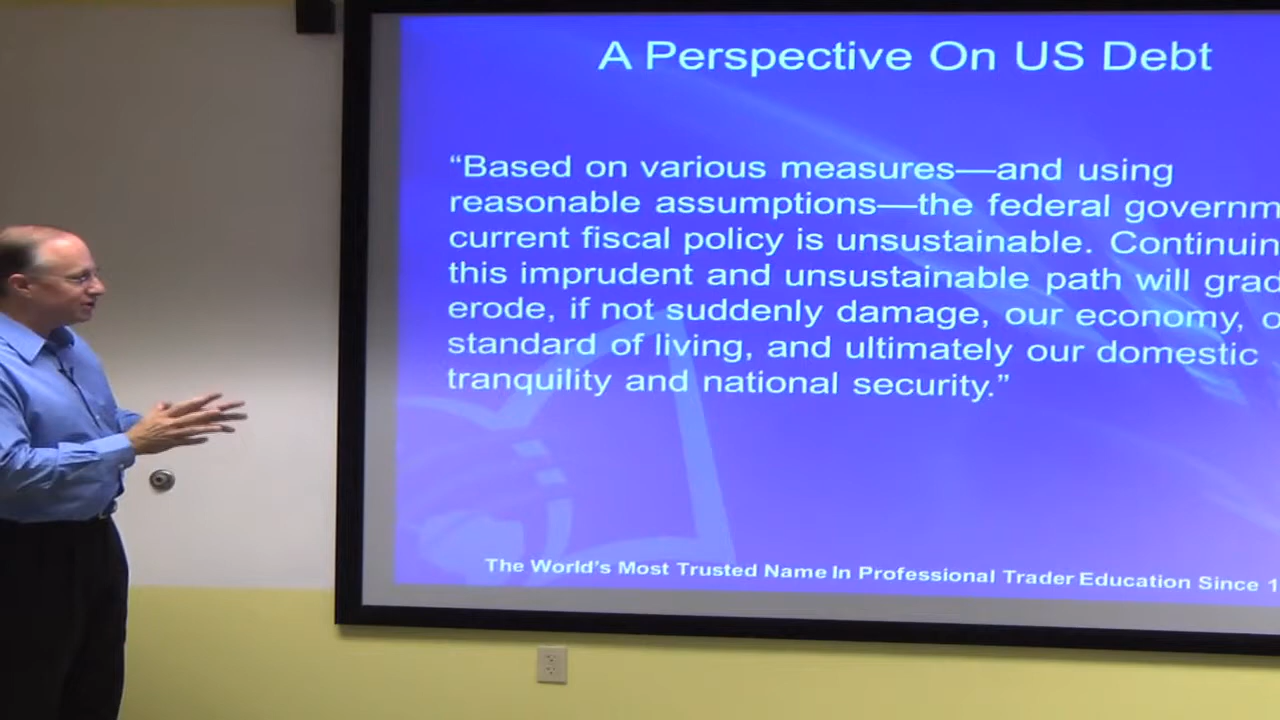 A Perspective On US Debt
“Based on various measures—and using
reasonable assumptions—the federal governm
current fiscal policy is unsustainable. Continuin
this imprudent and unsustainable path will grad
erode, if not suddenly damage, our economy, o
standard of living, and ultimately our domestic
tranquility and national security.”
The World's Most Trusted Name In Professional Trader Education Since 1